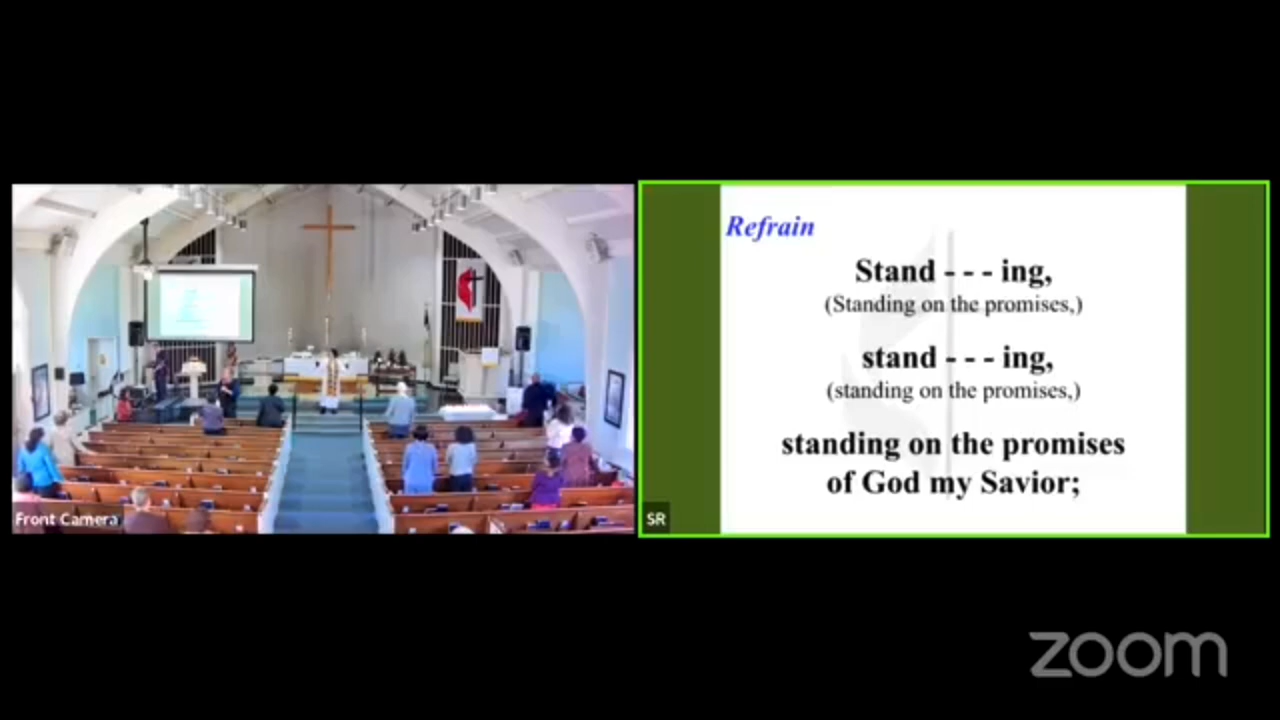 Front Camera
Refrain
Stand - - - ing,
(Standing on the promises,)
stand - - - ing,
(standing on the promises,)
standing on the promises
of God my Savior;
SR
zoom